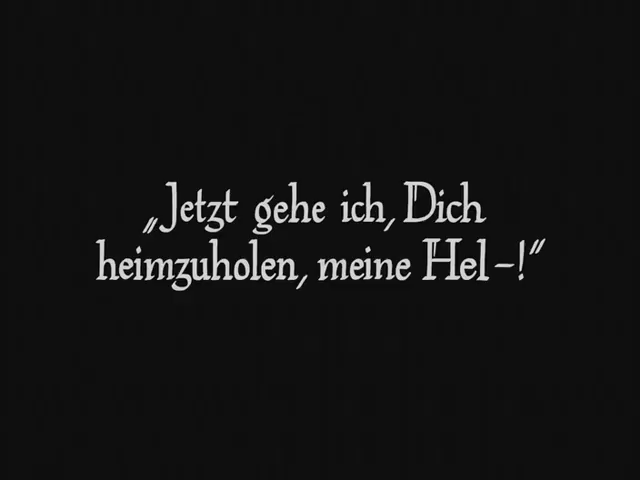 „Jetzt gehe ich, Dich
heimzuholen, meine Hel–!“